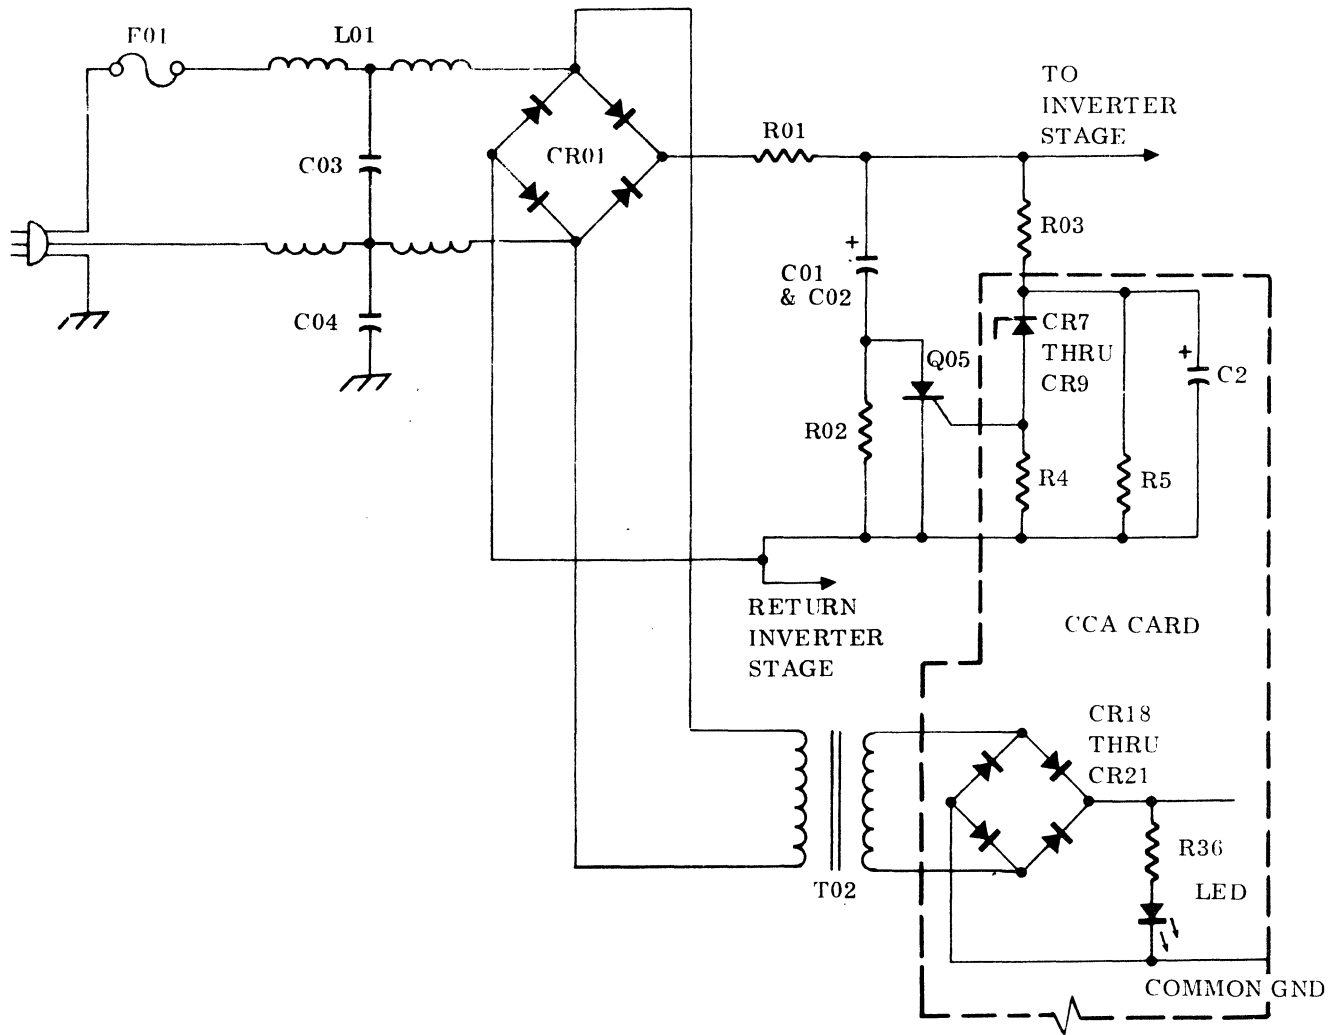 F01
L01
TO
INVERTER
STAGE
R01
CR01
C03
R03
+
C01
& C02
C04
CR7
THRU
CR9
Q05
+
C2
R02
R4
R5
RETURN
INVERTER
STAGE
CCA CARD
CR18
THRU
CR21
R36
T02
LED
COMMON GND